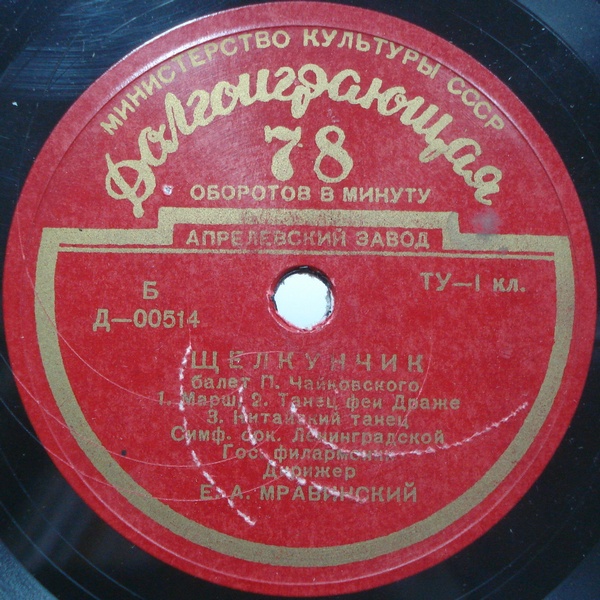 МИНИСТЕРСТВО КУЛЬТУРЫ СССР
Долгоиграющая
78
ОБОРОТОВ В МИНУТУ
АПРЕЛЕВСКИЙ ЗАВОД
Б
Д—00514
ТУ—I кл.
ЩЕЛКУНЧИК
балет П. Чайковского
1. Марш 2. Танец феи Драже
3. Китайский танец
Симф. орк. Ленинградской
Гос. филармонии
Дирижер
Е. А. МРАВИНСКИЙ